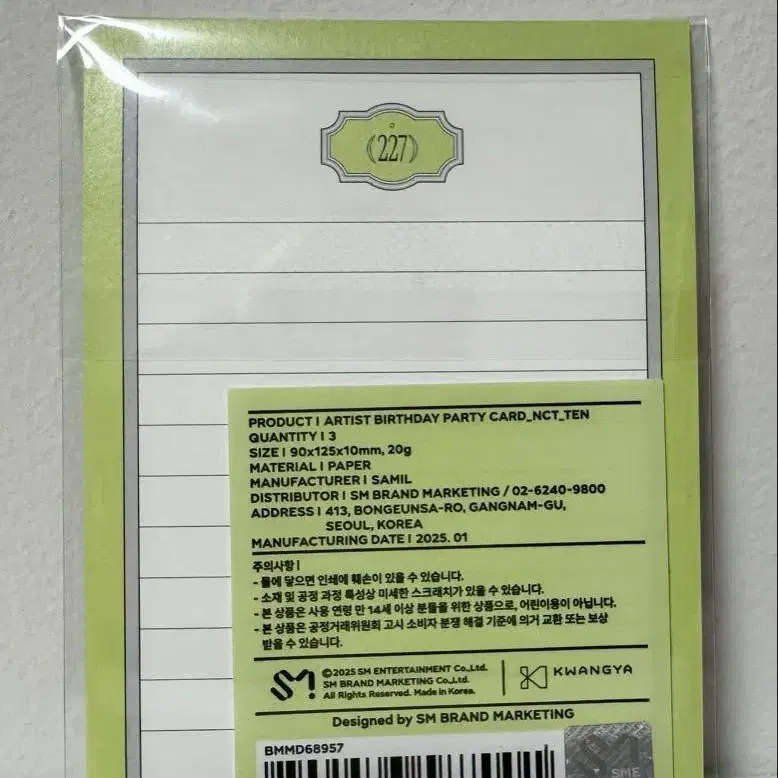 (227)
PRODUCT | ARTIST BIRTHDAY PARTY CARD_NCT_TEN
QUANTITY | 3
SIZE | 90x125x10mm, 20g
MATERIAL | PAPER
MANUFACTURER | SAMIL
DISTRIBUTOR | SM BRAND MARKETING / 02-6240-9800
ADDRESS | 413, BONGEUNSA-RO, GANGNAM-GU,
SEOUL, KOREA
MANUFACTURING DATE | 2025. 01
주의사항 |
- 물에 닿으면 인쇄에 훼손이 있을 수 있습니다.
- 소재 및 공정 과정 특성상 미세한 스크래치가 있을 수 있습니다.
- 본 상품은 사용 연령 만 14세 이상 분들을 위한 상품으로, 어린이용이 아닙니다.
- 본 상품은 공정거래위원회 고시 소비자 분쟁 해결 기준에 의거 교환 또는 보상
받을 수 있습니다.
SM!
©2025 SM ENTERTAINMENT Co.,Ltd.
SM BRAND MARKETING Co.,Ltd.
All Rights Reserved. Made in Korea.
KWANGYA
Designed by SM BRAND MARKETING
BMMD68957
SME